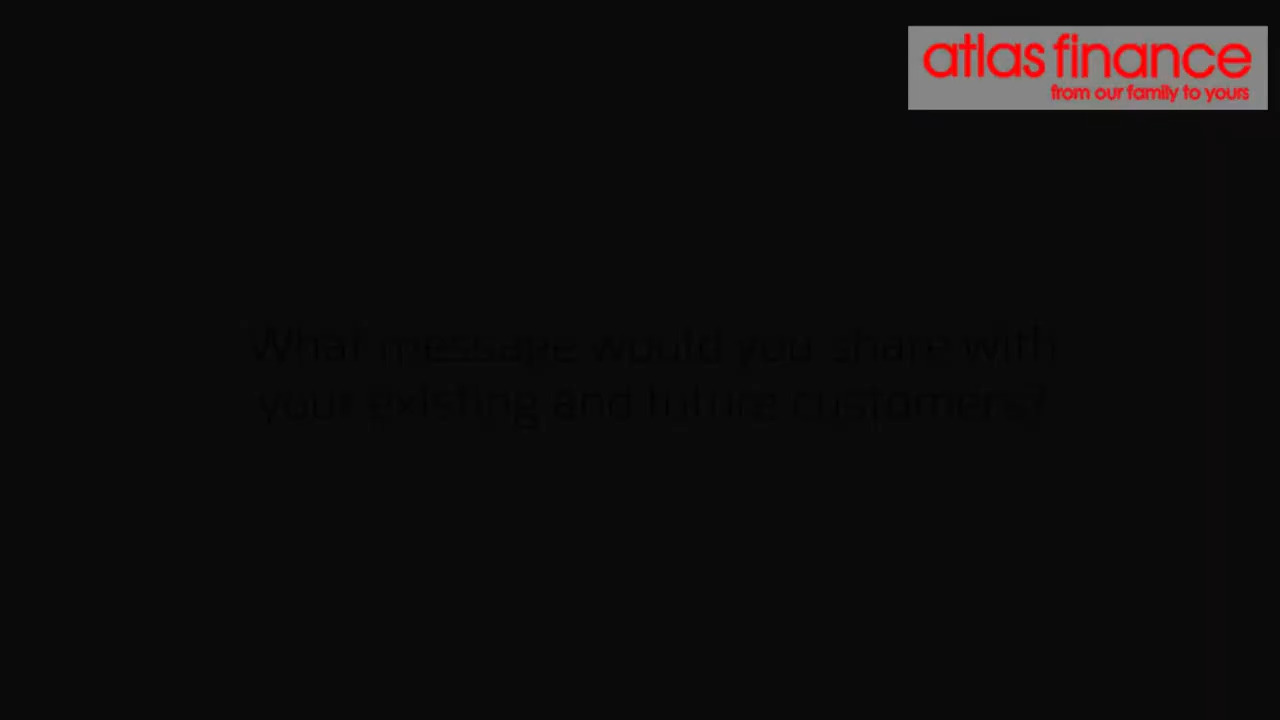 atlas finance
from our family to yours
What message would you share with
your existing and future customers?